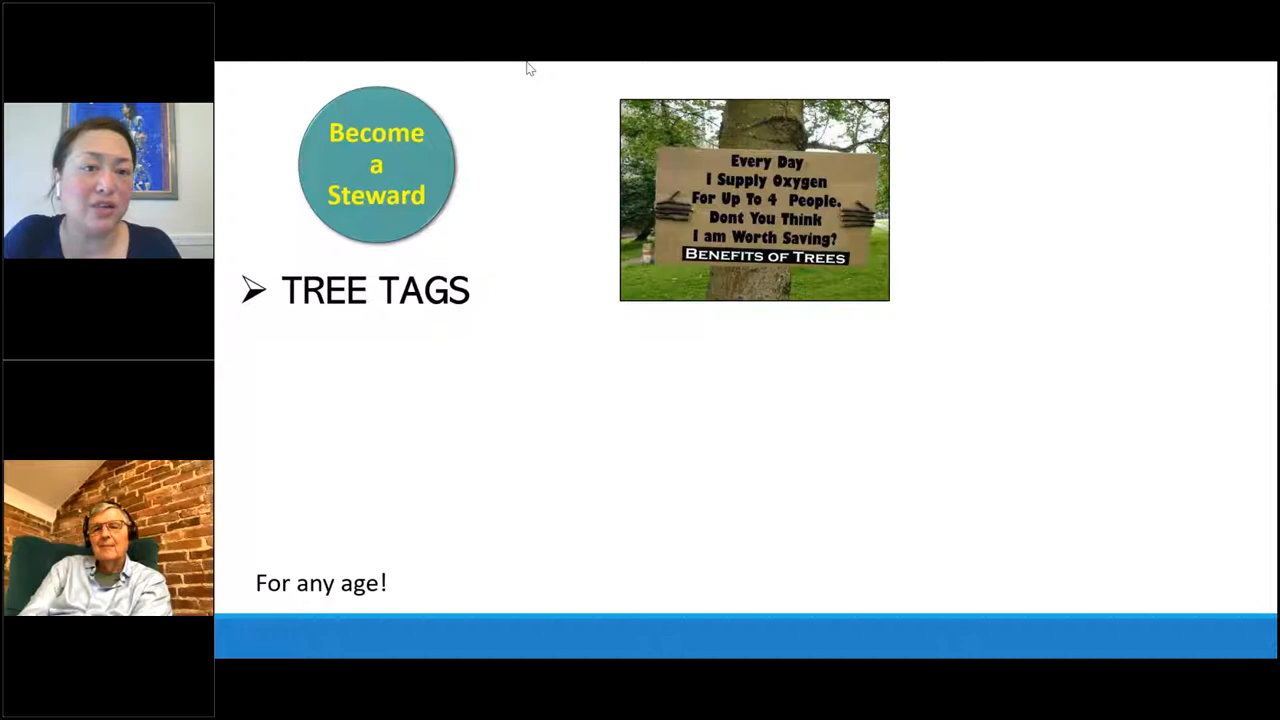 Become
a
Steward
Every Day
I Supply Oxygen
For Up To 4 People.
Dont You Think
I am Worth Saving?
BENEFITS OF TREES
TREE TAGS
For any age!